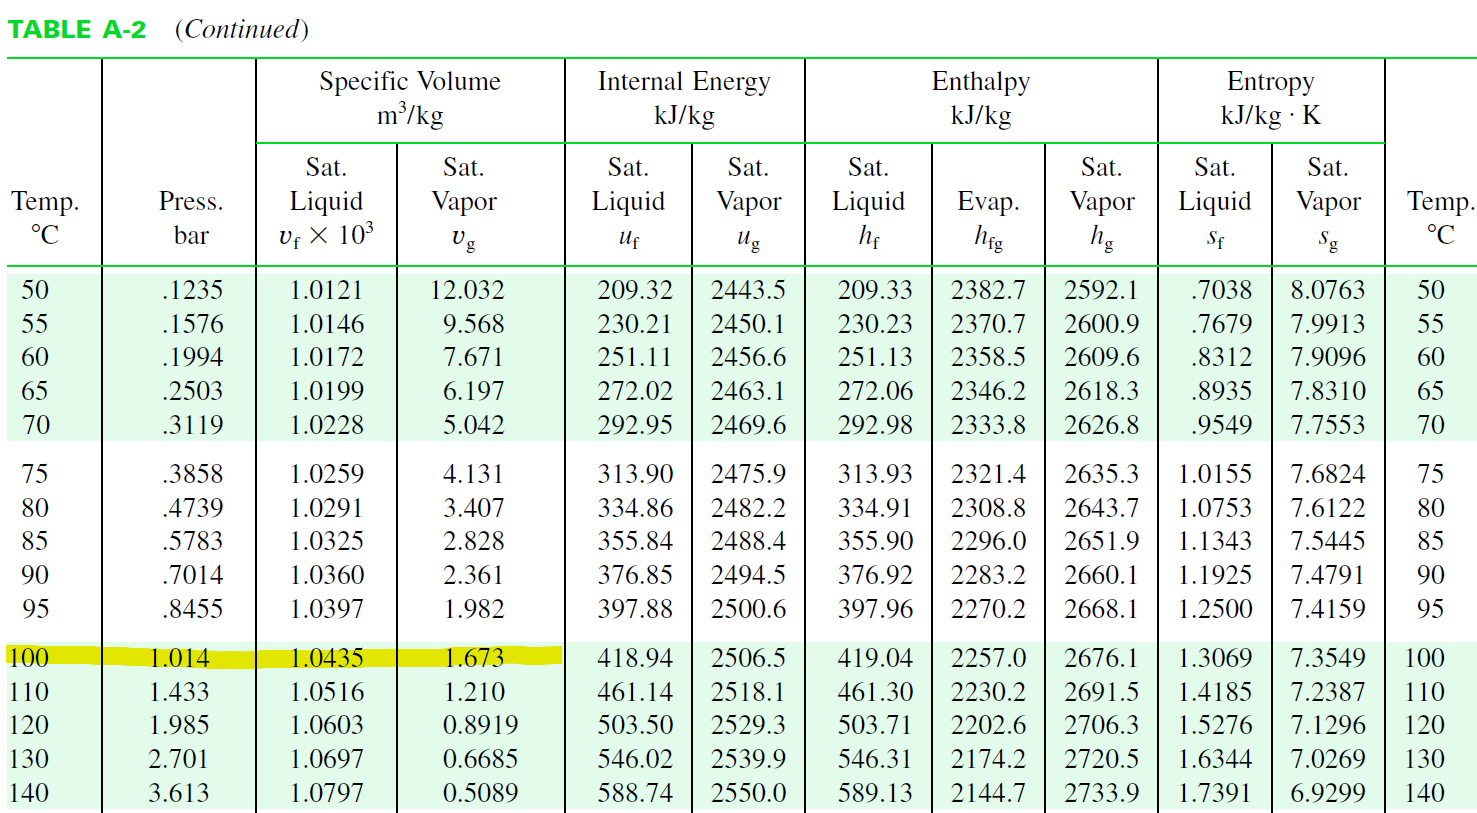 TABLE A-2 (Continued)
Specific Volume Internal Energy Enthalpy Entropy
m³/kg kJ/kg kJ/kg kJ/kg · K
Sat. Sat. Sat. Sat. Sat. Sat. Sat. Sat.
Temp. Press. Liquid Vapor Liquid Vapor Liquid Evap. Vapor Liquid Vapor Temp.
°C bar vf × 10³ vg uf ug hf hfg hg sf sg °C
50 .1235 1.0121 12.032 209.32 2443.5 209.33 2382.7 2592.1 .7038 8.0763 50
55 .1576 1.0146 9.568 230.21 2450.1 230.23 2370.7 2600.9 .7679 7.9913 55
60 .1994 1.0172 7.671 251.11 2456.6 251.13 2358.5 2609.6 .8312 7.9096 60
65 .2503 1.0199 6.197 272.02 2463.1 272.06 2346.2 2618.3 .8935 7.8310 65
70 .3119 1.0228 5.042 292.95 2469.6 292.98 2333.8 2626.8 .9549 7.7553 70
75 .3858 1.0259 4.131 313.90 2475.9 313.93 2321.4 2635.3 1.0155 7.6824 75
80 .4739 1.0291 3.407 334.86 2482.2 334.91 2308.8 2643.7 1.0753 7.6122 80
85 .5783 1.0325 2.828 355.84 2488.4 355.90 2296.0 2651.9 1.1343 7.5445 85
90 .7014 1.0360 2.361 376.85 2494.5 376.92 2283.2 2660.1 1.1925 7.4791 90
95 .8455 1.0397 1.982 397.88 2500.6 397.96 2270.2 2668.1 1.2500 7.4159 95
100 1.014 1.0435 1.673 418.94 2506.5 419.04 2257.0 2676.1 1.3069 7.3549 100
110 1.433 1.0516 1.210 461.14 2518.1 461.30 2230.2 2691.5 1.4185 7.2387 110
120 1.985 1.0603 0.8919 503.50 2529.3 503.71 2202.6 2706.3 1.5276 7.1296 120
130 2.701 1.0697 0.6685 546.02 2539.9 546.31 2174.2 2720.5 1.6344 7.0269 130
140 3.613 1.0797 0.5089 588.74 2550.0 589.13 2144.7 2733.9 1.7391 6.9299 140